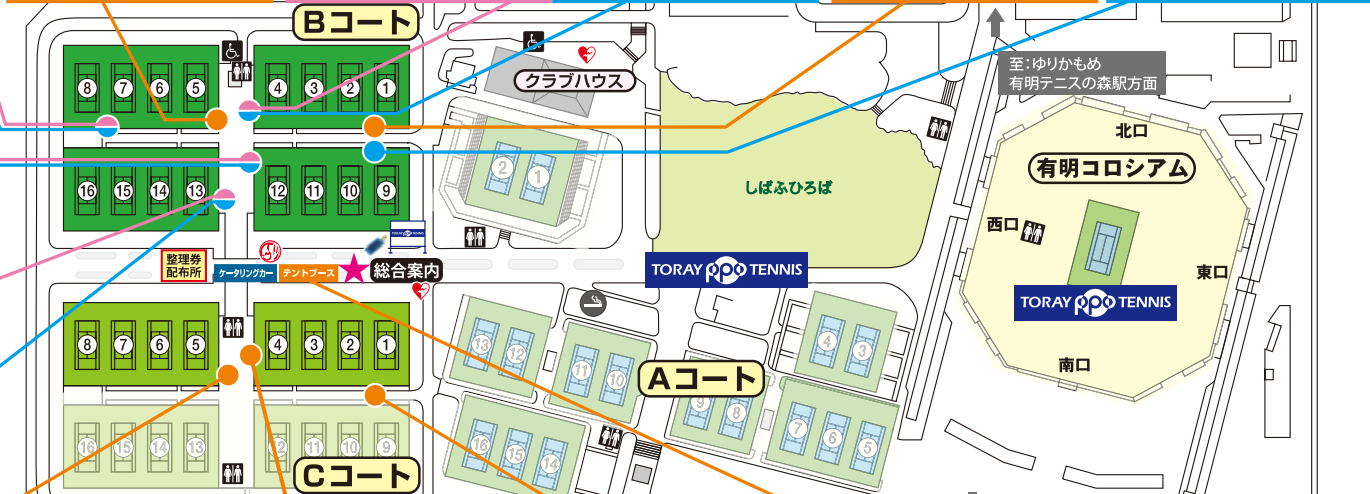 Bコート
8 7 6 5
4 3 2 1
16 15 14 13
12 11 10 9
クラブハウス
2 1
しばふひろば
至：ゆりかもめ
有明テニスの森駅方面
北口
有明コロシアム
西口
東口
TORAY PPO TENNIS
南口
整理券
配布所
ケータリングカー
テントブース
総合案内
TORAY PPO TENNIS
TORAY PPO TENNIS
8 7 6 5
4 3 2 1
16 15 14 13
12 11 10 9
Cコート
13 12
11 10
Aコート
4 3
9 8
7 6 5
16 15 14